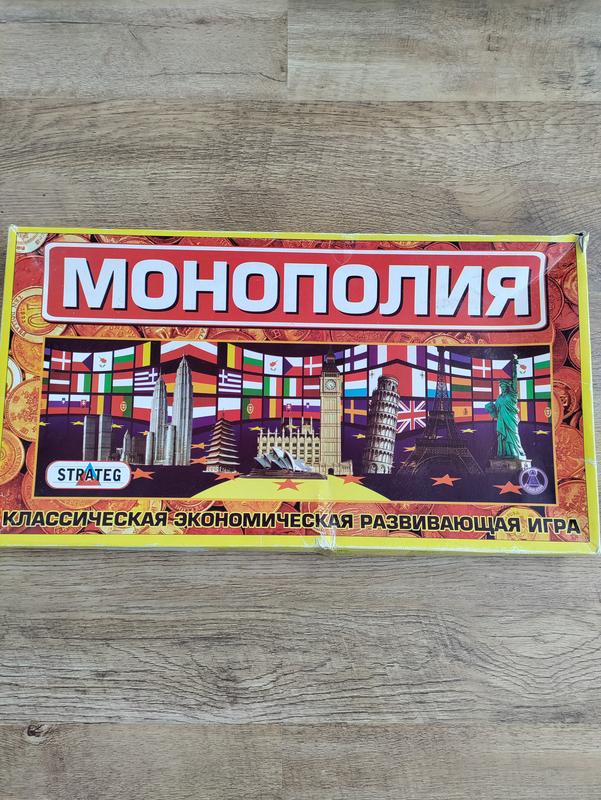 МОНОПОЛИЯ
STRATEG
КЛАССИЧЕСКАЯ ЭКОНОМИЧЕСКАЯ РАЗВИВАЮЩАЯ ИГРА